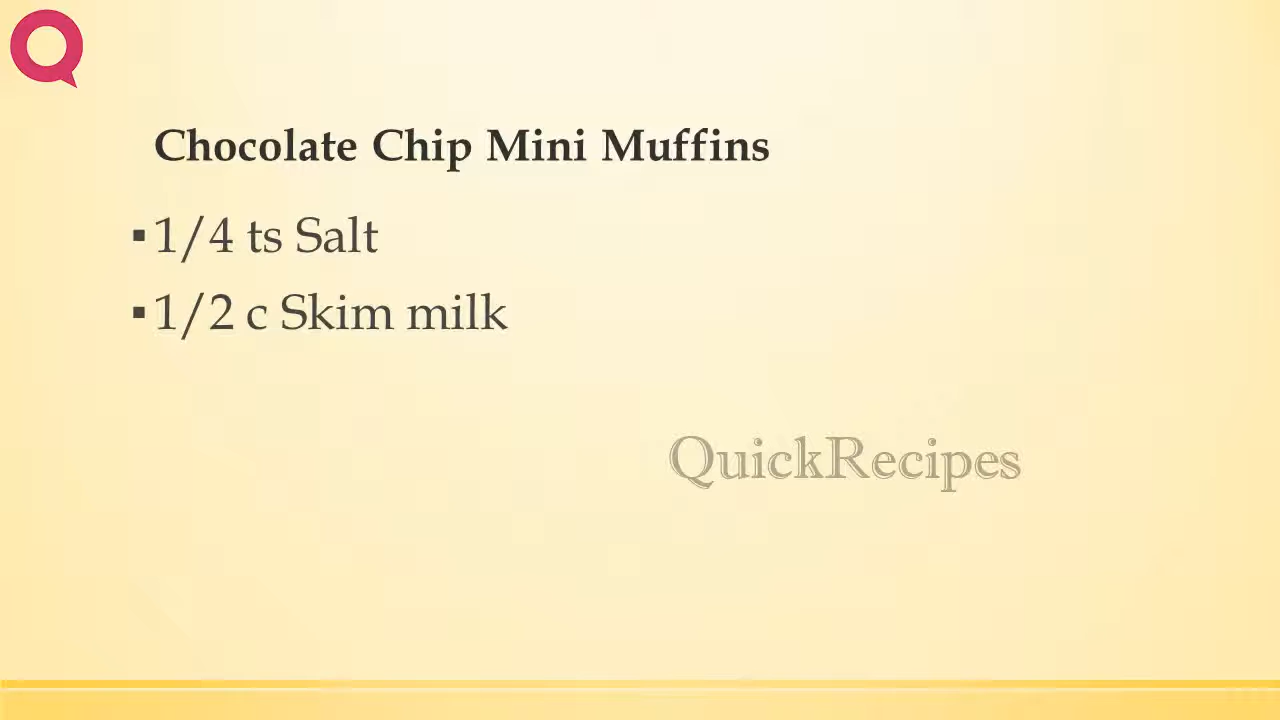 Chocolate Chip Mini Muffins
▪1/4 ts Salt
▪1/2 c Skim milk
QuickRecipes